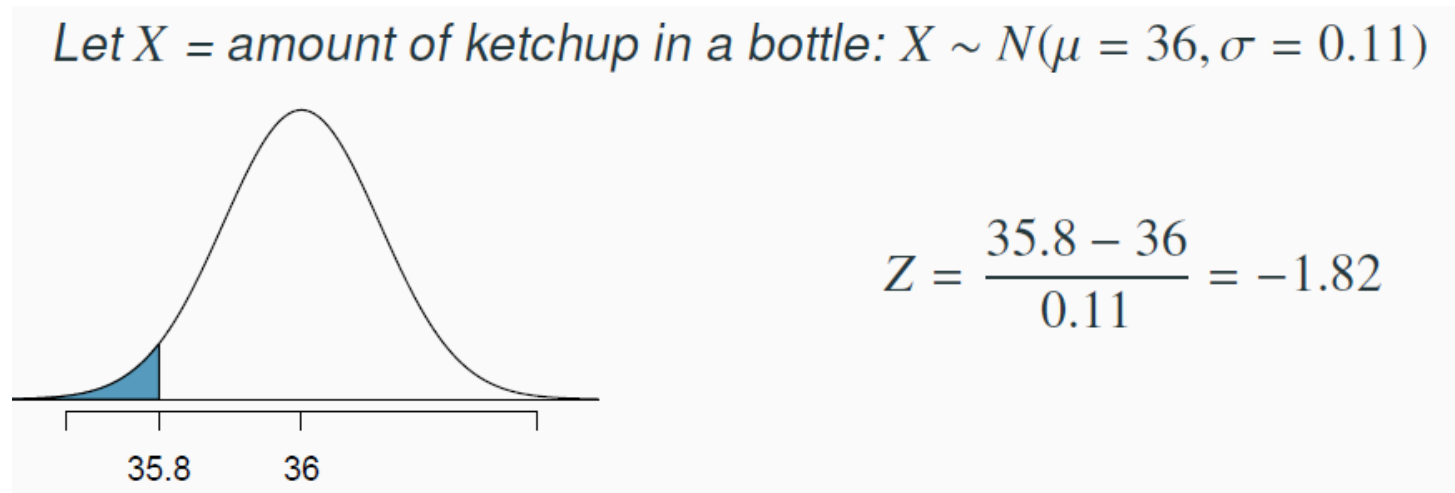 Let X = amount of ketchup in a bottle: X ~ N(μ = 36, σ = 0.11)
Z = (35.8 − 36) / 0.11 = −1.82
35.8 36